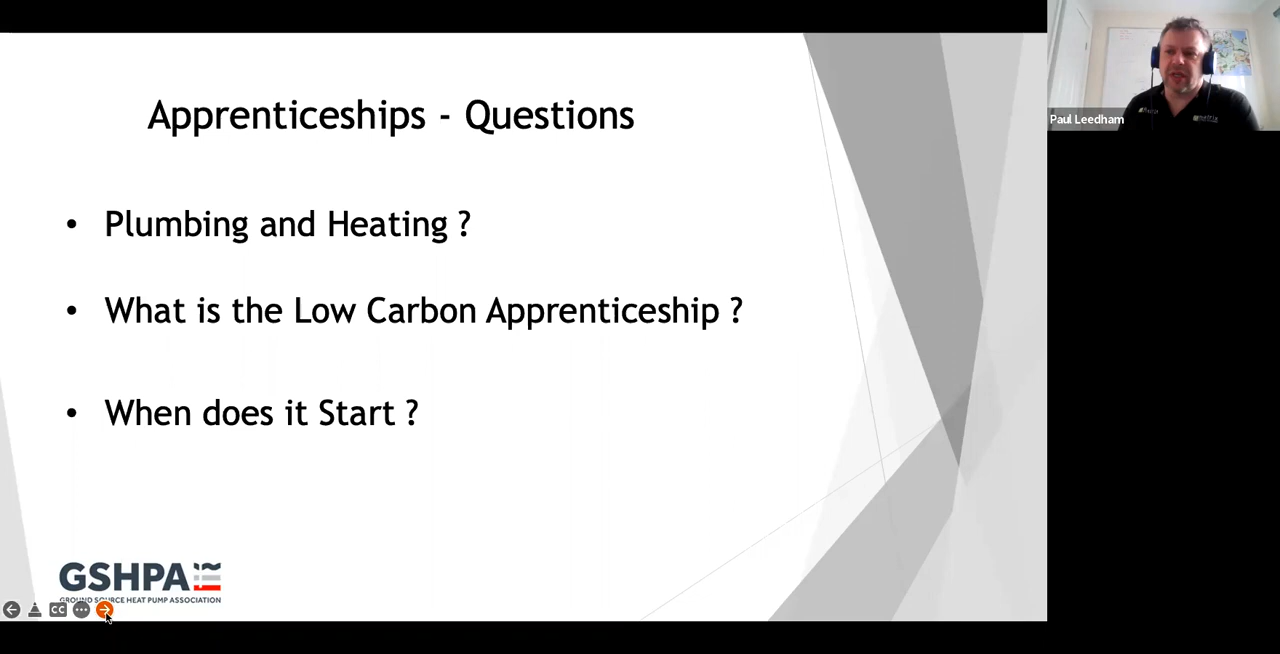 Apprenticeships - Questions
• Plumbing and Heating ?
• What is the Low Carbon Apprenticeship ?
• When does it Start ?
GSHPA
GROUND SOURCE HEAT PUMP ASSOCIATION
CC
Paul Leedham